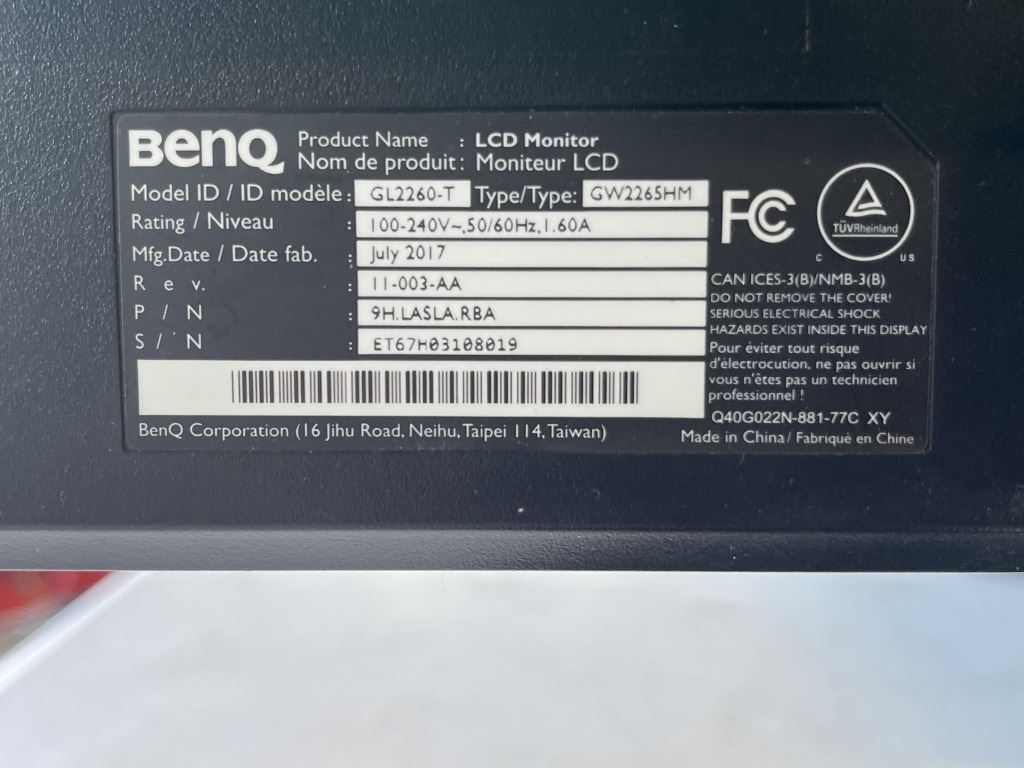 BenQ
Product Name : LCD Monitor
Nom de produit : Moniteur LCD
Model ID / ID modèle : GL2260-T Type/Type: GW2265HM
Rating / Niveau : 100-240V~,50/60Hz,1.60A
Mfg.Date / Date fab. : July 2017
R e v. : 11-003-AA
P / N : 9H.LASLA.RBA
S / N : ET67H03108019
BenQ Corporation (16 Jihu Road, Neihu, Taipei 114, Taiwan)
FC
TÜVRheinland
C US
CAN ICES-3(B)/NMB-3(B)
DO NOT REMOVE THE COVER!
SERIOUS ELECTRICAL SHOCK
HAZARDS EXIST INSIDE THIS DISPLAY
Pour éviter tout risque
d'électrocution, ne pas ouvrir si
vous n'êtes pas un technicien
professionnel !
Q40G022N-881-77C XY
Made in China / Fabriqué en Chine